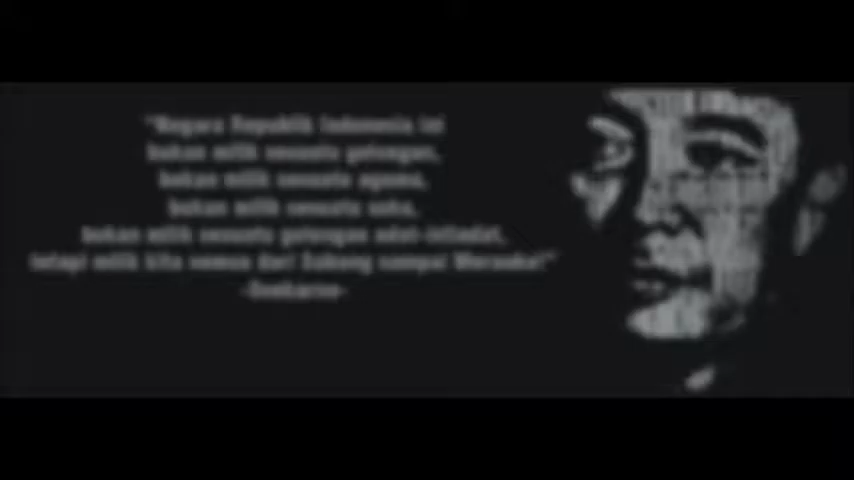 "Negara Republik Indonesia ini
bukan milik sesuatu golongan,
bukan milik sesuatu agama,
bukan milik sesuatu suku,
bukan milik sesuatu golongan adat-istiadat,
tetapi milik kita semua dari Sabang sampai Merauke!"
-Soekarno-